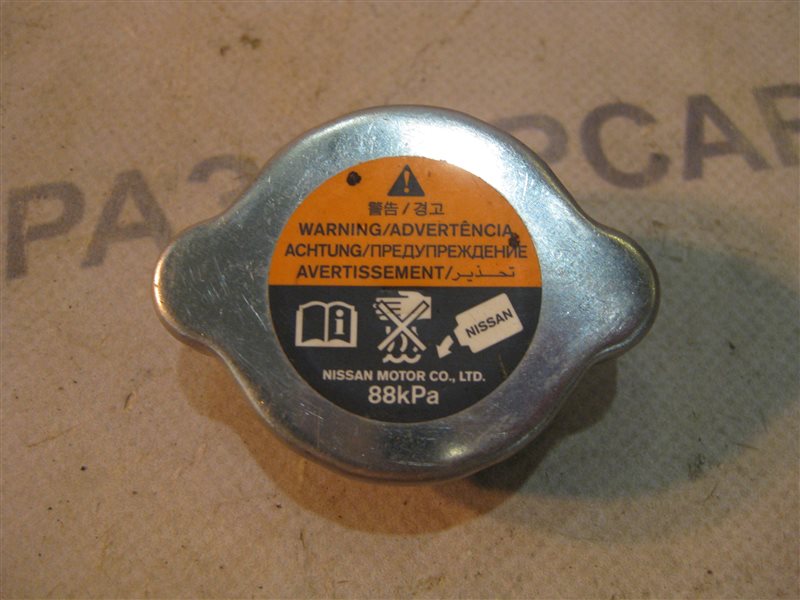 警告/경고
WARNING/ADVERTÊNCIA
ACHTUNG/ПРЕДУПРЕЖДЕНИЕ
AVERTISSEMENT/تحذير
NISSAN
NISSAN MOTOR CO., LTD.
88kPa